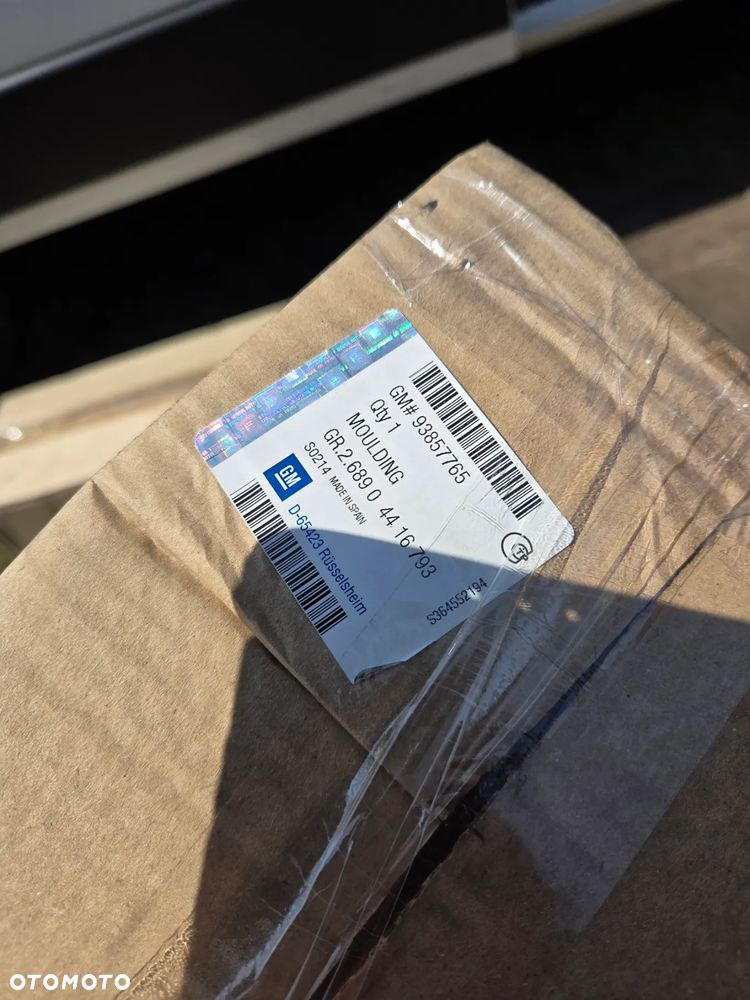 GM# 93857765
Qty 1
MOULDING
GR.2.689 0 44 16 793
S0214 MADE IN SPAIN
GM
D-65423 Rüsselsheim
S364552194
OTOMOTO